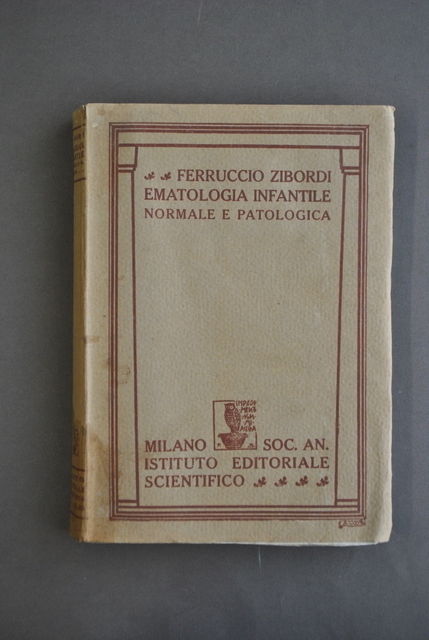 FERRUCCIO ZIBORDI
EMATOLOGIA INFANTILE
NORMALE E PATOLOGICA
MILANO SOC. AN.
ISTITUTO EDITORIALE
SCIENTIFICO